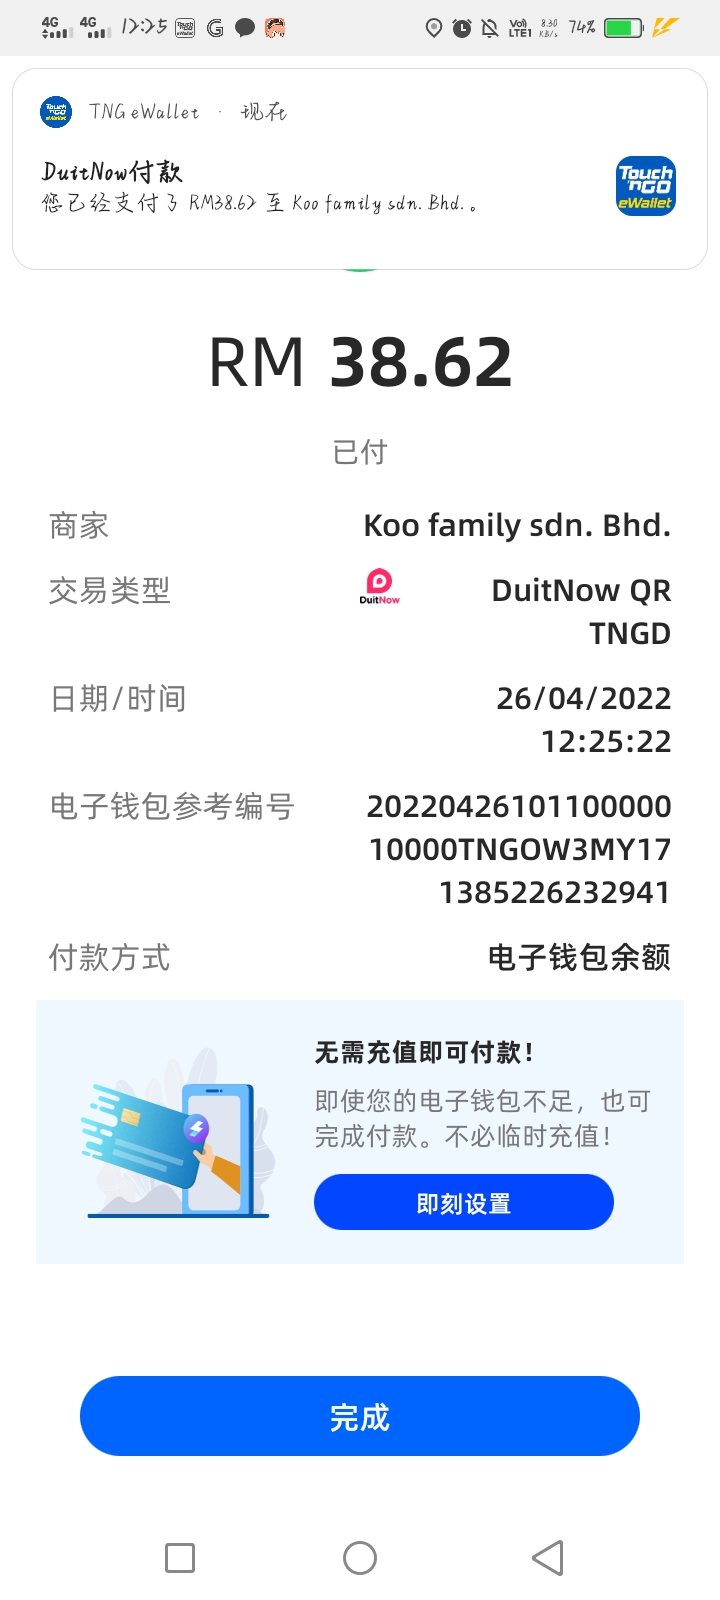 4G 4G 12:25 Vo)) LTE1 8.30 KB/s 74%
Touch 'n GO eWallet TNG eWallet · 现在
DuitNow付款
您已经支付了 RM38.62 至 Koo family sdn. Bhd. 。
Touch 'n GO eWallet
RM 38.62
已付
商家 Koo family sdn. Bhd.
交易类型 DuitNow DuitNow QR
TNGD
日期/时间 26/04/2022
12:25:22
电子钱包参考编号 20220426101100000
10000TNGOW3MY17
1385226232941
付款方式 电子钱包余额
无需充值即可付款!
即使您的电子钱包不足，也可
完成付款。不必临时充值!
即刻设置
完成